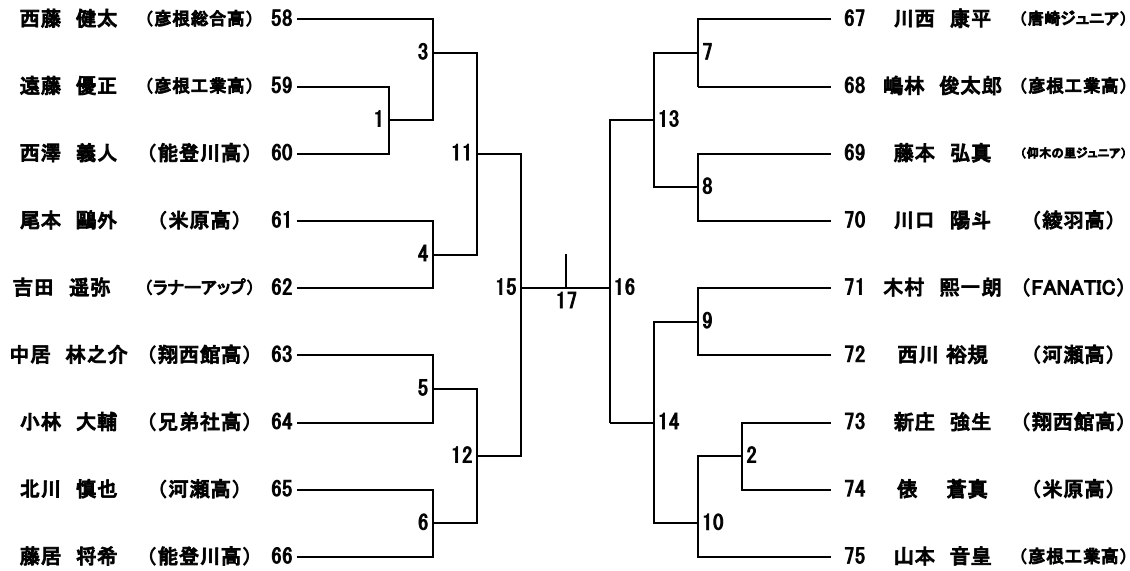 西藤 健太 (彦根総合高) 58
遠藤 優正 (彦根工業高) 59
西澤 義人 (能登川高) 60
尾本 鷗外 (米原高) 61
吉田 遥弥 (ラナーアップ) 62
中居 林之介 (翔西館高) 63
小林 大輔 (兄弟社高) 64
北川 慎也 (河瀬高) 65
藤居 将希 (能登川高) 66
3
1
11
4
15
5
12
6
17
7
13
8
16
9
14
2
10
67 川西 康平 (唐崎ジュニア)
68 嶋林 俊太郎 (彦根工業高)
69 藤本 弘真 (仰木の里ジュニア)
70 川口 陽斗 (綾羽高)
71 木村 熙一朗 (FANATIC)
72 西川 裕規 (河瀬高)
73 新庄 強生 (翔西館高)
74 俵 蒼真 (米原高)
75 山本 音皇 (彦根工業高)